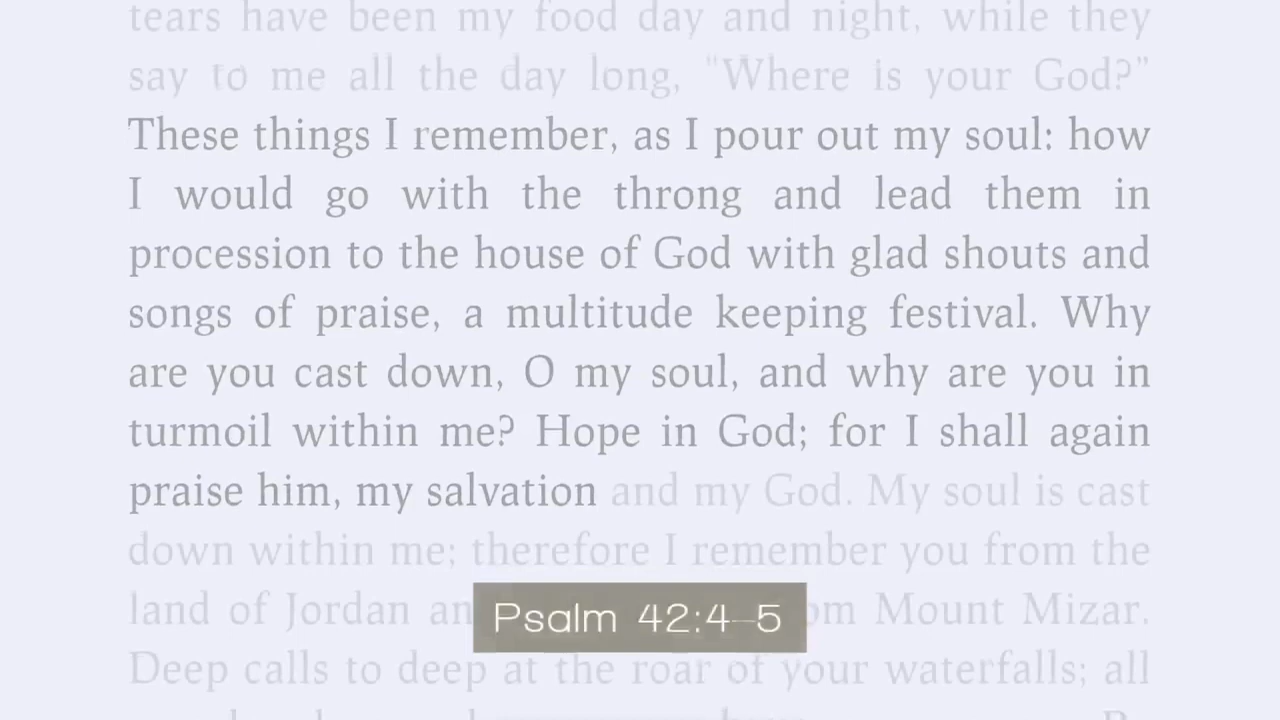 tears have been my food day and night, while they
say to me all the day long, "Where is your God?"
These things I remember, as I pour out my soul: how
I would go with the throng and lead them in
procession to the house of God with glad shouts and
songs of praise, a multitude keeping festival. Why
are you cast down, O my soul, and why are you in
turmoil within me? Hope in God; for I shall again
praise him, my salvation and my God. My soul is cast
down within me; therefore I remember you from the
land of Jordan Mount Mizar.
Psalm 42:4–5
Deep calls to deep at the roar of your waterfalls; all